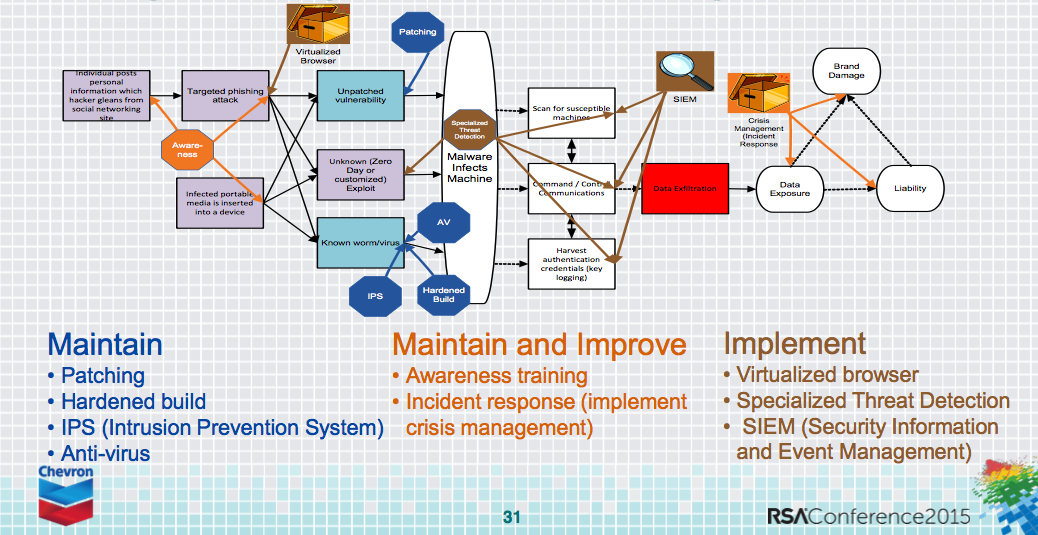 Virtualized
Browser
Patching
Individual posts
personal
information which
hacker gleans from
social networking
site
Targeted phishing
attack
Unpatched
vulnerability
Aware-
ness
Specialized
Threat
Detection
Malware
Infects
Machine
Unknown (Zero
Day or
customized)
Exploit
Infected portable
media is inserted
into a device
Known worm/virus
AV
IPS
Hardened
Build
Scan for susceptible
machines
SIEM
Command / Control
Communications
Harvest
authentication
credentials (key
logging)
Data Exfiltration
Crisis
Management
(Incident
Response
Brand
Damage
Data
Exposure
Liability
Maintain
• Patching
• Hardened build
• IPS (Intrusion Prevention System)
• Anti-virus
Maintain and Improve
• Awareness training
• Incident response (implement
crisis management)
Implement
• Virtualized browser
• Specialized Threat Detection
• SIEM (Security Information
and Event Management)
Chevron
31
RSAConference2015